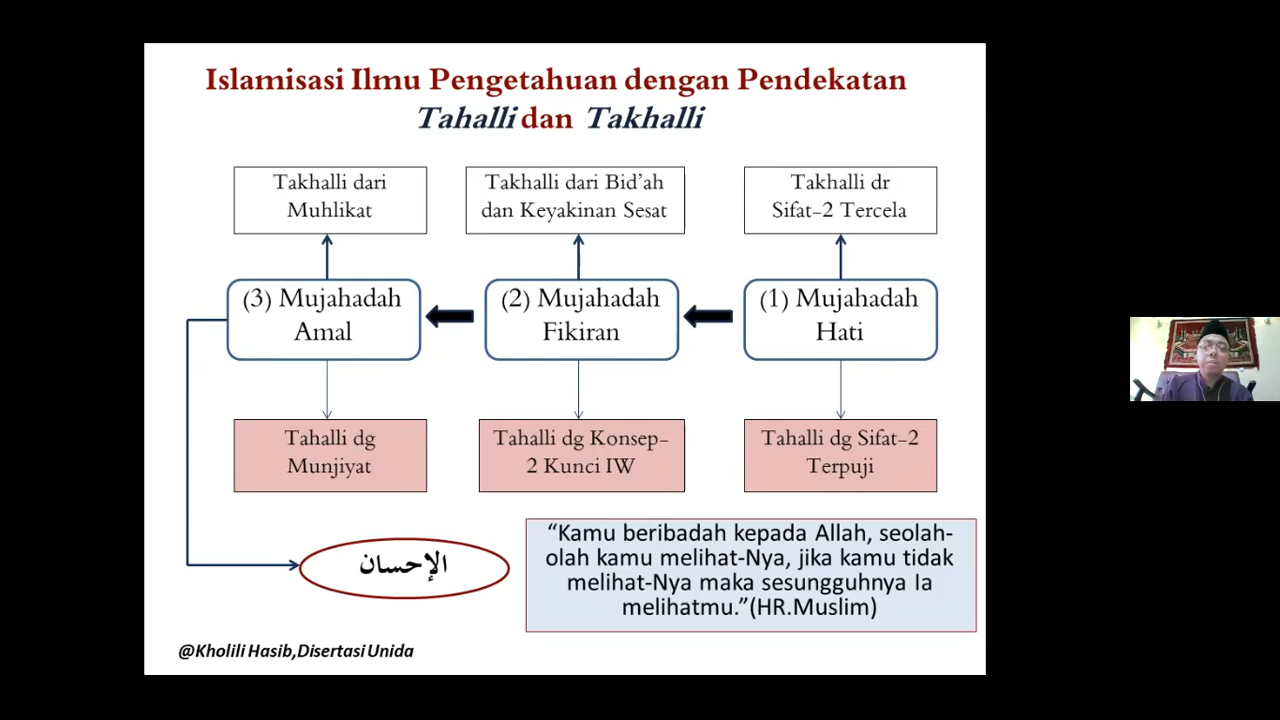 Islamisasi Ilmu Pengetahuan dengan Pendekatan
Tahalli dan Takhalli
Takhalli dari
Muhlikat
Takhalli dari Bid'ah
dan Keyakinan Sesat
Takhalli dr
Sifat-2 Tercela
(3) Mujahadah
Amal
(2) Mujahadah
Fikiran
(1) Mujahadah
Hati
Tahalli dg
Munjiyat
Tahalli dg Konsep-
2 Kunci IW
Tahalli dg Sifat-2
Terpuji
الإحسان
“Kamu beribadah kepada Allah, seolah-
olah kamu melihat-Nya, jika kamu tidak
melihat-Nya maka sesungguhnya Ia
melihatmu.”(HR.Muslim)
@Kholili Hasib,Disertasi Unida